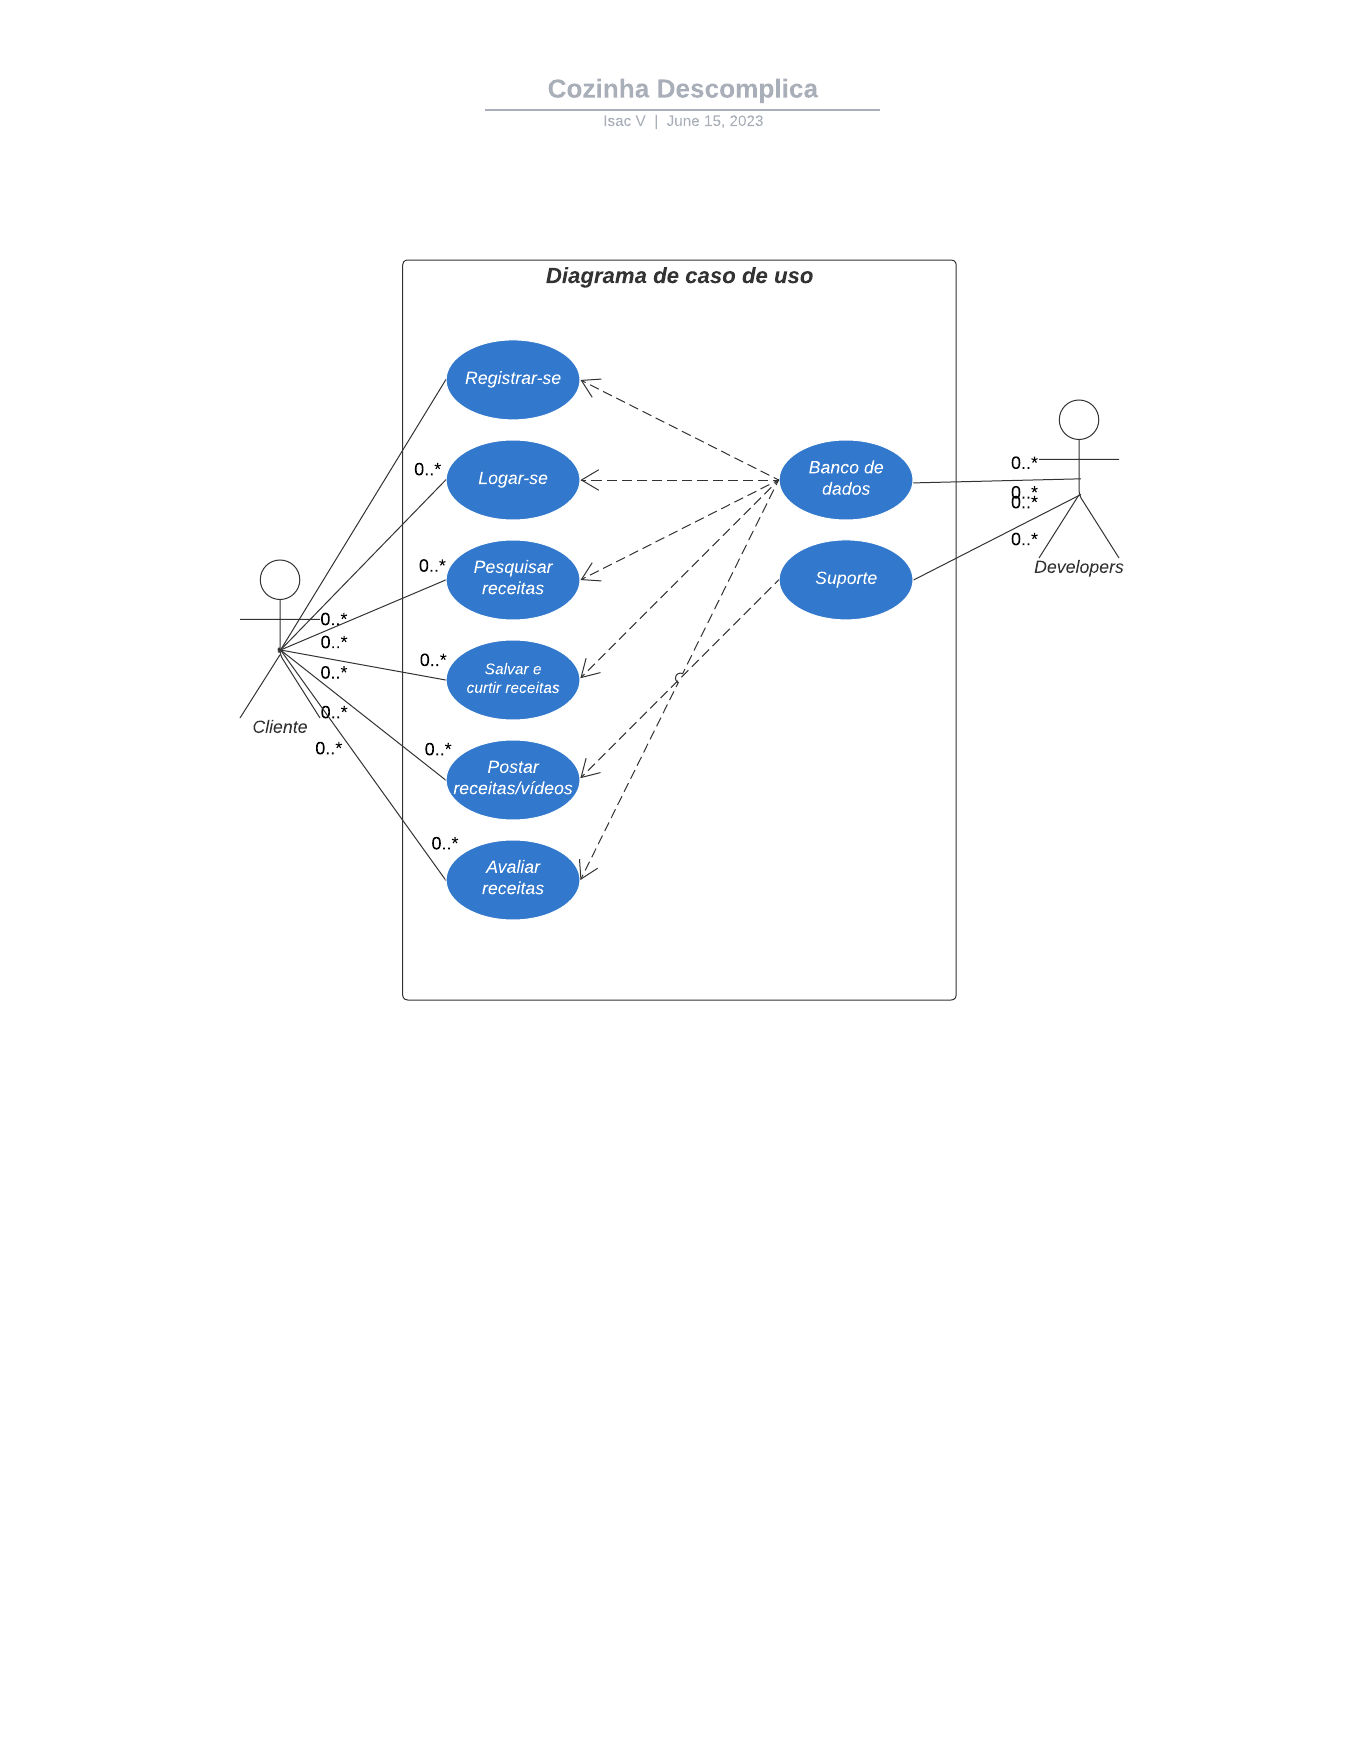 Cozinha Descomplica
Isac V | June 15, 2023
Diagrama de caso de uso
Registrar-se
Logar-se
0..*
Pesquisar
receitas
0..*
Salvar e
curtir receitas
0..*
Postar
receitas/vídeos
0..*
Avaliar
receitas
0..*
0..*
0..*
0..*
0..*
0..*
Cliente
Banco de
dados
Suporte
0..*
0..*
0..*
0..*
Developers